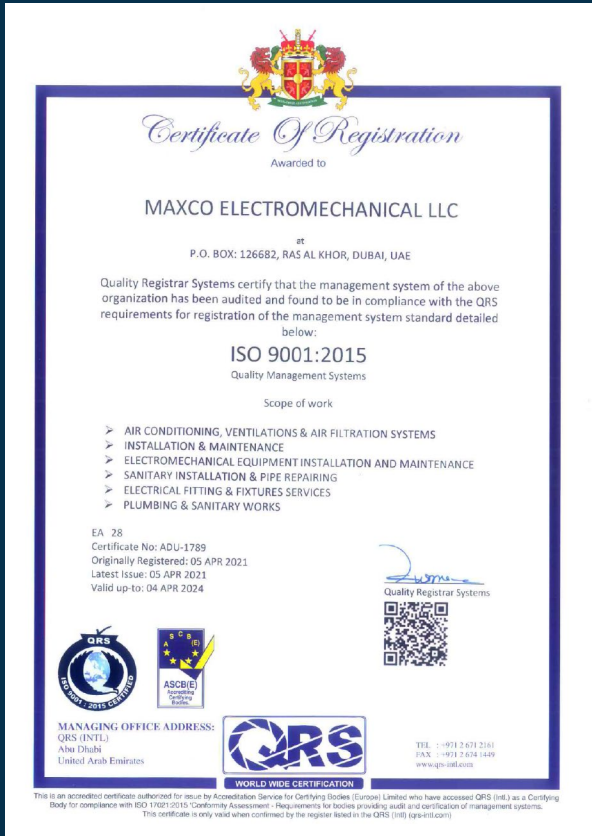 Certificate Of Registration
Awarded to
MAXCO ELECTROMECHANICAL LLC
at
P.O. BOX: 126682, RAS AL KHOR, DUBAI, UAE
Quality Registrar Systems certify that the management system of the above
organization has been audited and found to be in compliance with the QRS
requirements for registration of the management system standard detailed
below:
ISO 9001:2015
Quality Management Systems
Scope of work
➢ AIR CONDITIONING, VENTILATIONS & AIR FILTRATION SYSTEMS
➢ INSTALLATION & MAINTENANCE
➢ ELECTROMECHANICAL EQUIPMENT INSTALLATION AND MAINTENANCE
➢ SANITARY INSTALLATION & PIPE REPAIRING
➢ ELECTRICAL FITTING & FIXTURES SERVICES
➢ PLUMBING & SANITARY WORKS
EA 28
Certificate No: ADU-1789
Originally Registered: 05 APR 2021
Latest Issue: 05 APR 2021
Valid up-to: 04 APR 2024
Quality Registrar Systems
QRS
ISO 9001 : 2015 CERTIFIED
A S C B (E)
ASCB(E)
Accrediting
Certifying
Bodies.
MANAGING OFFICE ADDRESS:
QRS (INTL)
Abu Dhabi
United Arab Emirates
QRS
WORLD WIDE CERTIFICATION
TEL : +971 2 671 2161
FAX : +971 2 674 1449
www.qrs-intl.com
This is an accredited certificate authorized for issue by Accreditation Service for Certifying Bodies (Europe) Limited who have accessed QRS (Intl.) as a Certifying
Body for compliance with ISO 17021:2015 'Conformity Assessment - Requirements for bodies providing audit and certification of management systems.
This certificate is only valid when confirmed by the register listed in the QRS (Intl) (qrs-intl.com)